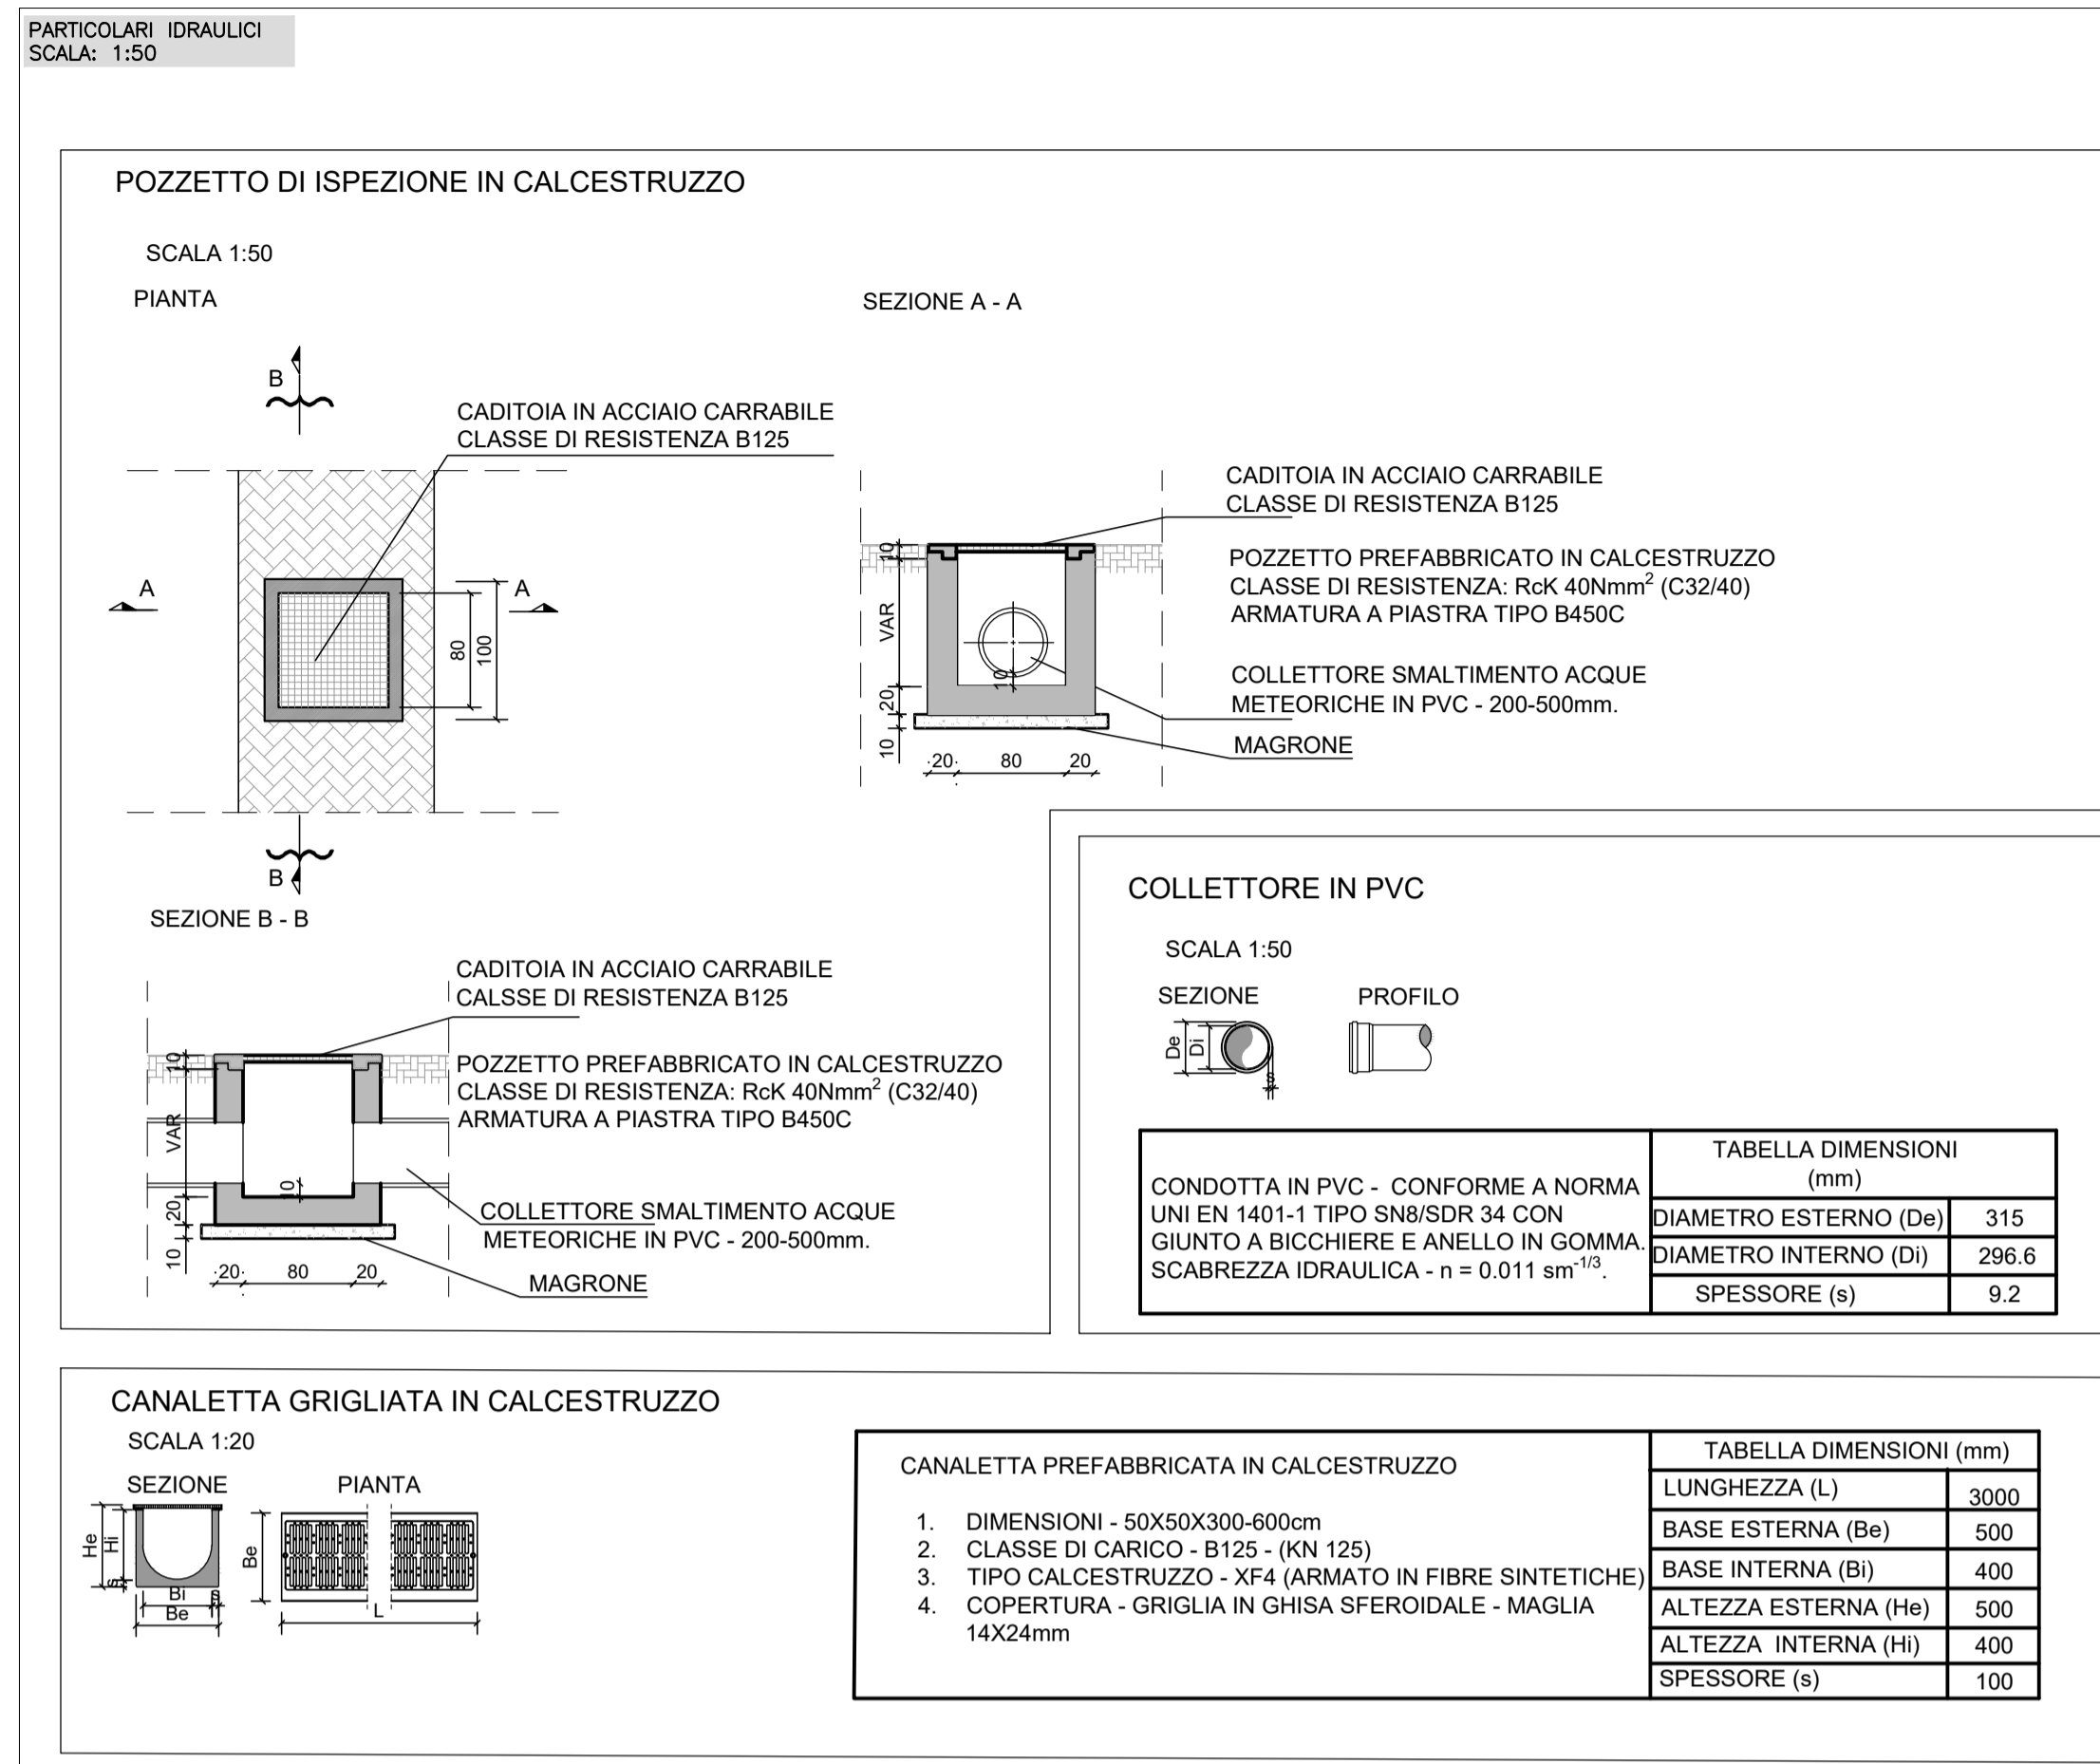 PARTICOLARI IDRAULICI
SCALA: 1:50
POZZETTO DI ISPEZIONE IN CALCESTRUZZO
SCALA 1:50
PIANTA
B
CADITOIA IN ACCIAIO CARRABILE
CLASSE DI RESISTENZA B125
A
A
80
100
B
SEZIONE A - A
CADITOIA IN ACCIAIO CARRABILE
CLASSE DI RESISTENZA B125
POZZETTO PREFABBRICATO IN CALCESTRUZZO
CLASSE DI RESISTENZA: RcK 40Nmm² (C32/40)
ARMATURA A PIASTRA TIPO B450C
COLLETTORE SMALTIMENTO ACQUE
METEORICHE IN PVC - 200-500mm.
MAGRONE
10
VAR
10
20
10
20
80
20
SEZIONE B - B
CADITOIA IN ACCIAIO CARRABILE
CALSSE DI RESISTENZA B125
POZZETTO PREFABBRICATO IN CALCESTRUZZO
CLASSE DI RESISTENZA: RcK 40Nmm² (C32/40)
ARMATURA A PIASTRA TIPO B450C
COLLETTORE SMALTIMENTO ACQUE
METEORICHE IN PVC - 200-500mm.
MAGRONE
10
VAR
10
20
10
20
80
20
COLLETTORE IN PVC
SCALA 1:50
SEZIONE
PROFILO
De
Di
s
CONDOTTA IN PVC - CONFORME A NORMA
UNI EN 1401-1 TIPO SN8/SDR 34 CON
GIUNTO A BICCHIERE E ANELLO IN GOMMA.
SCABREZZA IDRAULICA - n = 0.011 sm⁻¹/³.
TABELLA DIMENSIONI
(mm)
DIAMETRO ESTERNO (De) 315
DIAMETRO INTERNO (Di) 296.6
SPESSORE (s) 9.2
CANALETTA GRIGLIATA IN CALCESTRUZZO
SCALA 1:20
SEZIONE
PIANTA
He
Hi
s
Bi
s
Be
Be
L
CANALETTA PREFABBRICATA IN CALCESTRUZZO
1. DIMENSIONI - 50X50X300-600cm
2. CLASSE DI CARICO - B125 - (KN 125)
3. TIPO CALCESTRUZZO - XF4 (ARMATO IN FIBRE SINTETICHE)
4. COPERTURA - GRIGLIA IN GHISA SFEROIDALE - MAGLIA
14X24mm
TABELLA DIMENSIONI (mm)
LUNGHEZZA (L) 3000
BASE ESTERNA (Be) 500
BASE INTERNA (Bi) 400
ALTEZZA ESTERNA (He) 500
ALTEZZA INTERNA (Hi) 400
SPESSORE (s) 100